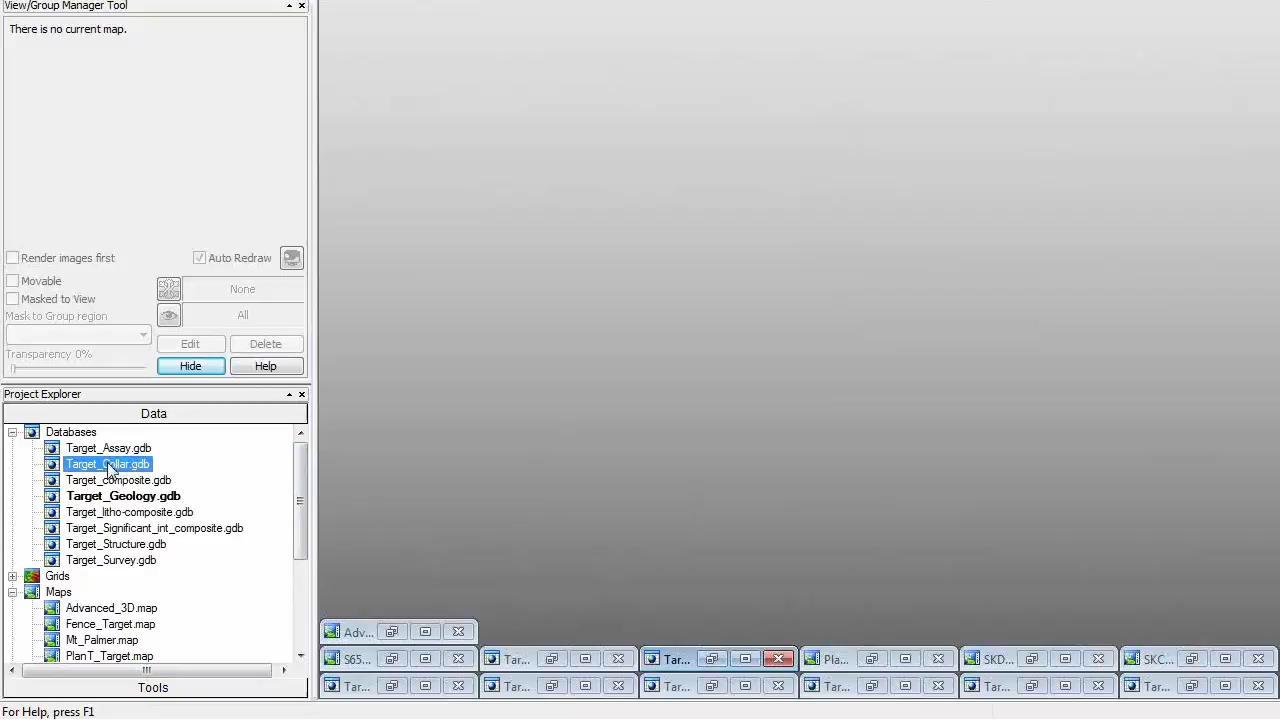 View/Group Manager Tool
There is no current map.
Render images first
Auto Redraw
Movable
None
Masked to View
Mask to Group region
All
Edit
Delete
Transparency 0%
Hide
Help
Project Explorer
Data
Databases
Target_Assay.gdb
Target_Collar.gdb
Target_composite.gdb
Target_Geology.gdb
Target_litho-composite.gdb
Target_Significant_int_composite.gdb
Target_Structure.gdb
Target_Survey.gdb
Grids
Maps
Advanced_3D.map
Fence_Target.map
Mt_Palmer.map
PlanT_Target.map
Tools
Adv...
S65... Tar... Tar... Pla... SKD... SKC...
Tar... Tar... Tar... Tar... Tar... Tar...
For Help, press F1